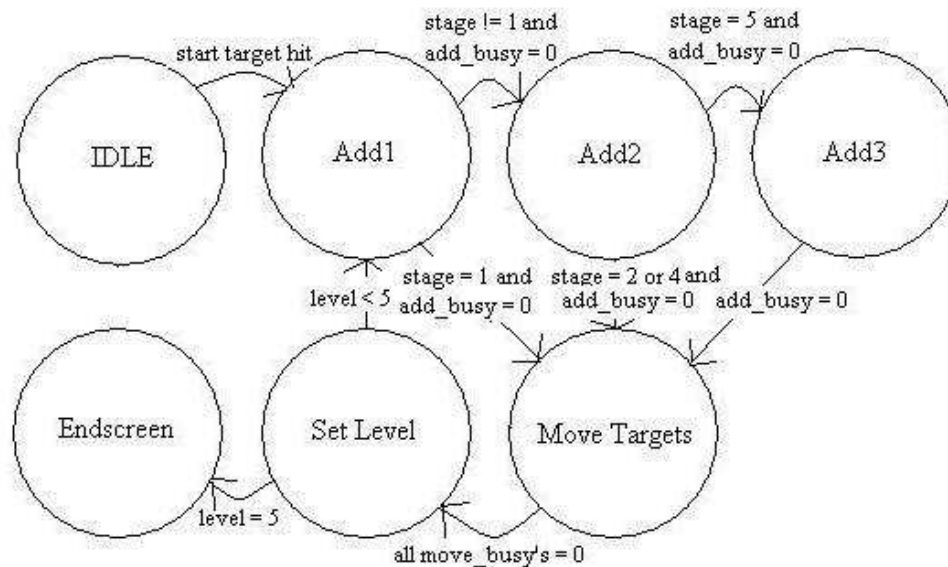 stage != 1 and
add_busy = 0
stage = 5 and
add_busy = 0
start target hit
IDLE
Add1
Add2
Add3
level < 5
stage = 1 and
add_busy = 0
stage = 2 or 4 and
add_busy = 0
add_busy = 0
Endscreen
Set Level
Move Targets
level = 5
all move_busy's = 0